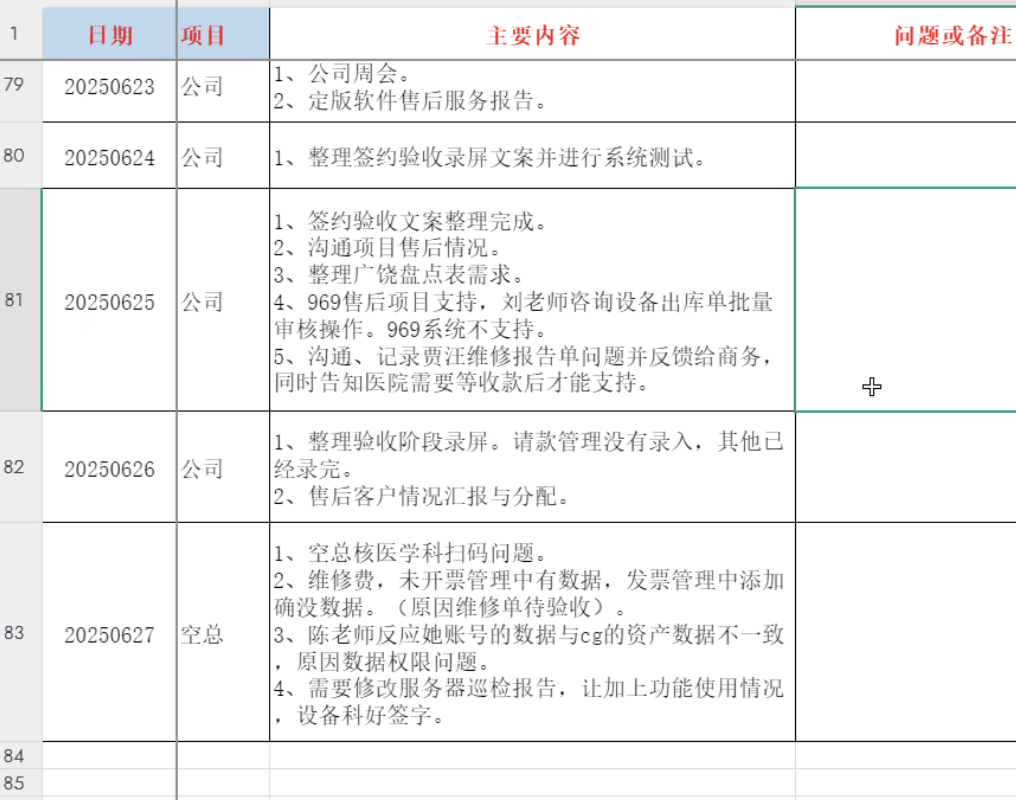 1 日期 项目 主要内容 问题或备注
79 20250623 公司 1、公司周会。
2、定版软件售后服务报告。
80 20250624 公司 1、整理签约验收录屏文案并进行系统测试。
81 20250625 公司 1、签约验收文案整理完成。
2、沟通项目售后情况。
3、整理广饶盘点表需求。
4、969售后项目支持，刘老师咨询设备出库单批量
审核操作。969系统不支持。
5、沟通、记录贾汪维修报告单问题并反馈给商务，
同时告知医院需要等收款后才能支持。
82 20250626 公司 1、整理验收阶段录屏。请款管理没有录入，其他已
经录完。
2、售后客户情况汇报与分配。
83 20250627 空总 1、空总核医学科扫码问题。
2、维修费，未开票管理中有数据，发票管理中添加
确没数据。（原因维修单待验收）。
3、陈老师反应她账号的数据与cg的资产数据不一致
，原因数据权限问题。
4、需要修改服务器巡检报告，让加上功能使用情况
，设备科好签字。
84
85